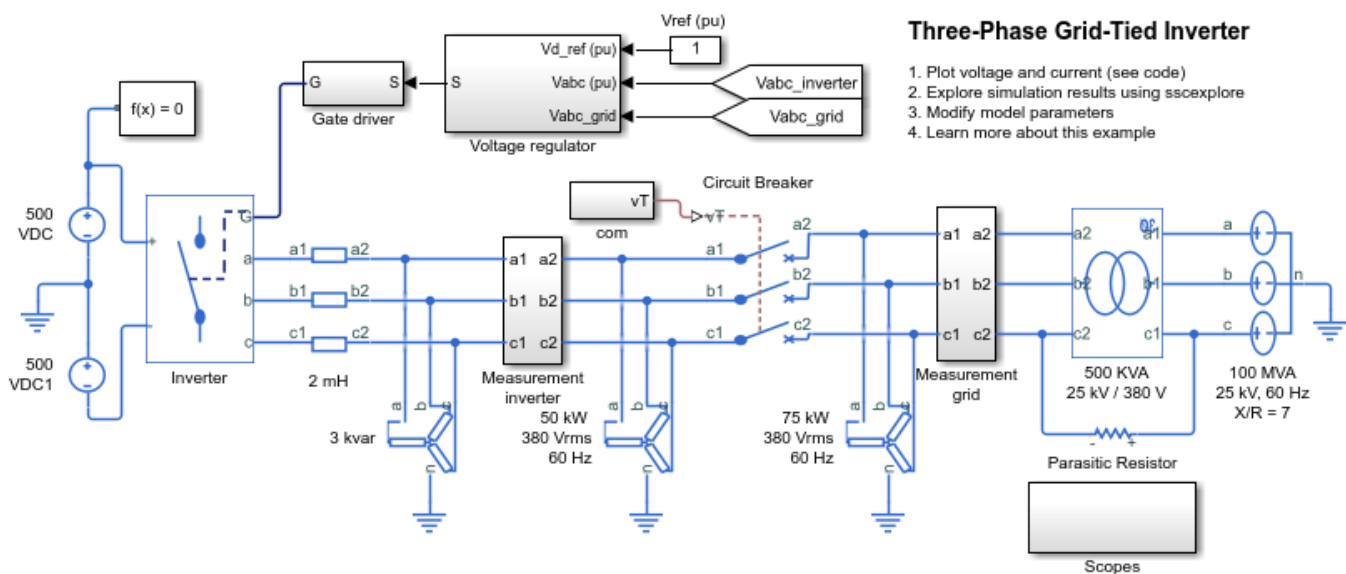 Vref (pu)
1
Three-Phase Grid-Tied Inverter
1. Plot voltage and current (see code)
2. Explore simulation results using sscexplore
3. Modify model parameters
4. Learn more about this example
Vd_ref (pu)
Vabc (pu)
Vabc_grid
S
Vabc_inverter
Vabc_grid
G
S
Gate driver
Voltage regulator
f(x) = 0
500
VDC
500
VDC1
+
-
G
a
b
c
Inverter
a1
a2
b1
b2
c1
c2
2 mH
a
b
c
n
3 kvar
a1
a2
b1
b2
c1
c2
Measurement
inverter
a
b
c
n
50 kW
380 Vrms
60 Hz
vT
com
Circuit Breaker
vT
a1
a2
b1
b2
c1
c2
a
b
c
n
75 kW
380 Vrms
60 Hz
a1
a2
b1
b2
c1
c2
Measurement
grid
a2
a1
b2
b1
c2
c1
500 KVA
25 kV / 380 V
-
+
Parasitic Resistor
a
b
c
n
100 MVA
25 kV, 60 Hz
X/R = 7
Scopes